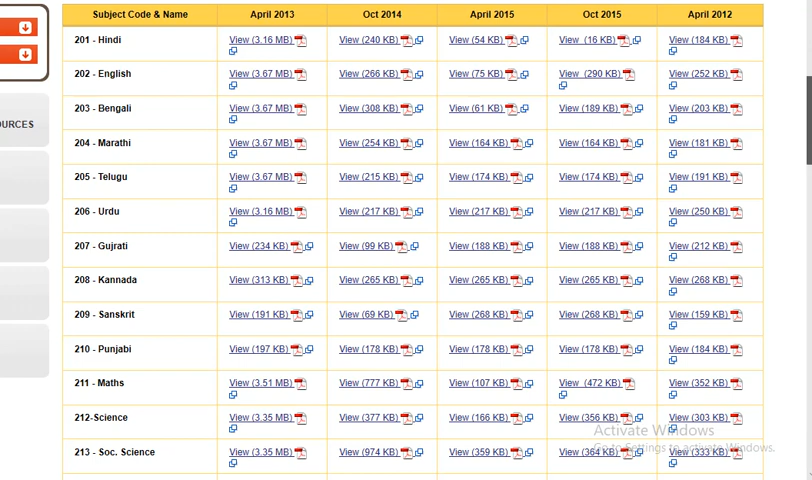 Subject Code & Name April 2013 Oct 2014 April 2015 Oct 2015 April 2012
201 - Hindi View (3.16 MB) View (240 KB) View (54 KB) View (16 KB) View (184 KB)
202 - English View (3.67 MB) View (266 KB) View (75 KB) View (290 KB) View (252 KB)
203 - Bengali View (3.67 MB) View (308 KB) View (61 KB) View (189 KB) View (203 KB)
OURCES
204 - Marathi View (3.67 MB) View (254 KB) View (164 KB) View (164 KB) View (181 KB)
205 - Telugu View (3.67 MB) View (215 KB) View (174 KB) View (174 KB) View (191 KB)
206 - Urdu View (3.16 MB) View (217 KB) View (217 KB) View (217 KB) View (250 KB)
207 - Gujrati View (234 KB) View (99 KB) View (188 KB) View (188 KB) View (212 KB)
208 - Kannada View (313 KB) View (265 KB) View (265 KB) View (265 KB) View (268 KB)
209 - Sanskrit View (191 KB) View (69 KB) View (268 KB) View (268 KB) View (159 KB)
210 - Punjabi View (197 KB) View (178 KB) View (178 KB) View (178 KB) View (184 KB)
211 - Maths View (3.51 MB) View (777 KB) View (107 KB) View (472 KB) View (352 KB)
212-Science View (3.35 MB) View (377 KB) View (166 KB) View (356 KB) View (303 KB)
Activate Windows
Go to Settings to activate Windows.
213 - Soc. Science View (3.35 MB) View (974 KB) View (359 KB) View (364 KB) View (333 KB)